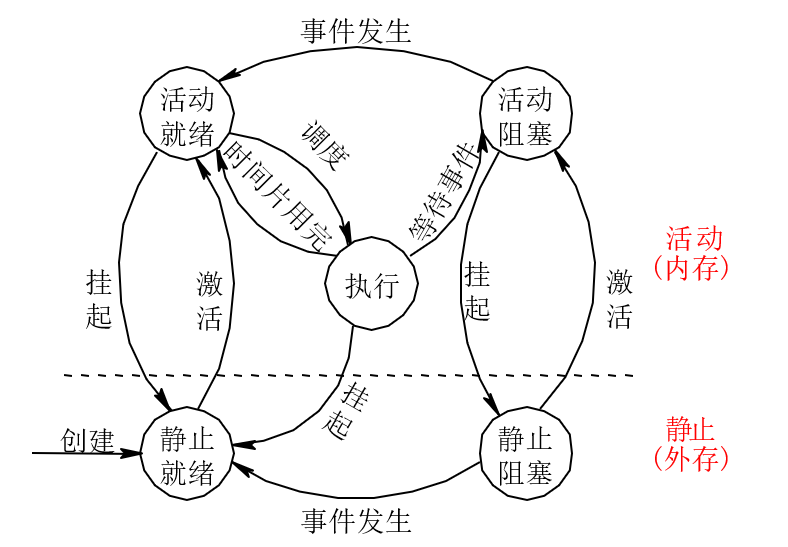 事件发生
活动
就绪
活动
阻塞
调度
时间片用完
等待事件
活动
(内存)
挂
起
激
活
执行
挂
起
激
活
挂
起
创建
静止
就绪
静止
阻塞
静止
(外存)
事件发生